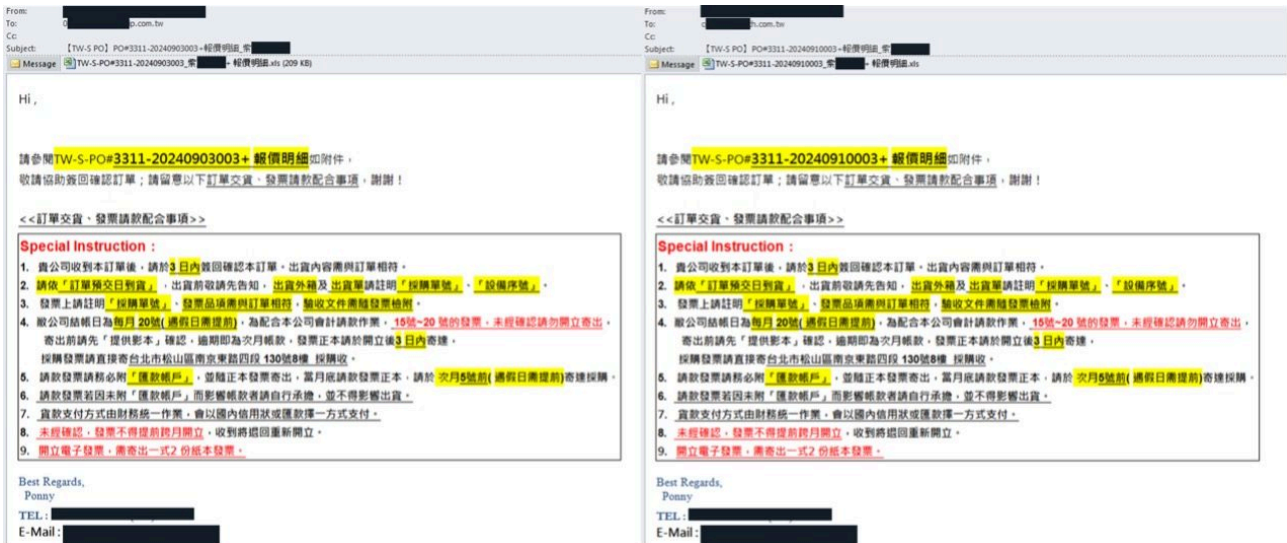 From:
To: 0 p.com.tw
Cc:
Subject: 【TW-S PO】PO#3311-20240903003+報價明細_索
Message TW-S-PO#3311-20240903003_索 + 報價明細.xls (209 KB)
Hi ,
請參閱TW-S-PO#3311-20240903003+ 報價明細如附件，
敬請協助簽回確認訂單；請留意以下訂單交貨、發票請款配合事項，謝謝！
<<訂單交貨、發票請款配合事項>>
Special Instruction：
1. 貴公司收到本訂單後，請於3 日內簽回確認本訂單。出貨內容需與訂單相符。
2. 請依「訂單預交日到貨」，出貨前敬請先告知，出貨外箱及出貨單請註明「採購單號」、「設備序號」。
3. 發票上請註明「採購單號」、發票品項需與訂單相符，驗收文件需隨發票檢附。
4. 敝公司結帳日為每月 20號( 遇假日需提前)，為配合本公司會計請款作業，15號~20 號的發票，未經確認請勿開立寄出，
寄出前請先「提供影本」確認，逾期即為次月帳款，發票正本請於開立後3 日內寄達，
採購發票請直接寄台北市松山區南京東路四段 130號8樓 採購收。
5. 請款發票請務必附「匯款帳戶」，並隨正本發票寄出，當月底請款發票正本，請於 次月5號前( 遇假日需提前)寄達採購。
6. 請款發票若因未附「匯款帳戶」而影響帳款者請自行承擔，並不得影響出貨。
7. 貨款支付方式由財務統一作業，會以國內信用狀或匯款擇一方式支付。
8. 未經確認，發票不得提前跨月開立，收到將退回重新開立。
9. 開立電子發票，需寄出一式2 份紙本發票。
Best Regards,
Ponny
TEL :
E-Mail :
From:
To: h.com.tw
Cc:
Subject: 【TW-S PO】PO#3311-20240910003+報價明細_索
Message TW-S-PO#3311-20240910003_索 + 報價明細.xls
Hi ,
請參閱TW-S-PO#3311-20240910003+ 報價明細如附件，
敬請協助簽回確認訂單；請留意以下訂單交貨、發票請款配合事項，謝謝！
<<訂單交貨、發票請款配合事項>>
Special Instruction：
1. 貴公司收到本訂單後，請於3 日內簽回確認本訂單。出貨內容需與訂單相符。
2. 請依「訂單預交日到貨」，出貨前敬請先告知，出貨外箱及出貨單請註明「採購單號」、「設備序號」。
3. 發票上請註明「採購單號」、發票品項需與訂單相符，驗收文件需隨發票檢附。
4. 敝公司結帳日為每月 20號( 遇假日需提前)，為配合本公司會計請款作業，15號~20 號的發票，未經確認請勿開立寄出，
寄出前請先「提供影本」確認，逾期即為次月帳款，發票正本請於開立後3 日內寄達，
採購發票請直接寄台北市松山區南京東路四段 130號8樓 採購收。
5. 請款發票請務必附「匯款帳戶」，並隨正本發票寄出，當月底請款發票正本，請於 次月5號前( 遇假日需提前)寄達採購。
6. 請款發票若因未附「匯款帳戶」而影響帳款者請自行承擔，並不得影響出貨。
7. 貨款支付方式由財務統一作業，會以國內信用狀或匯款擇一方式支付。
8. 未經確認，發票不得提前跨月開立，收到將退回重新開立。
9. 開立電子發票，需寄出一式2 份紙本發票。
Best Regards,
Ponny
TEL :
E-Mail :